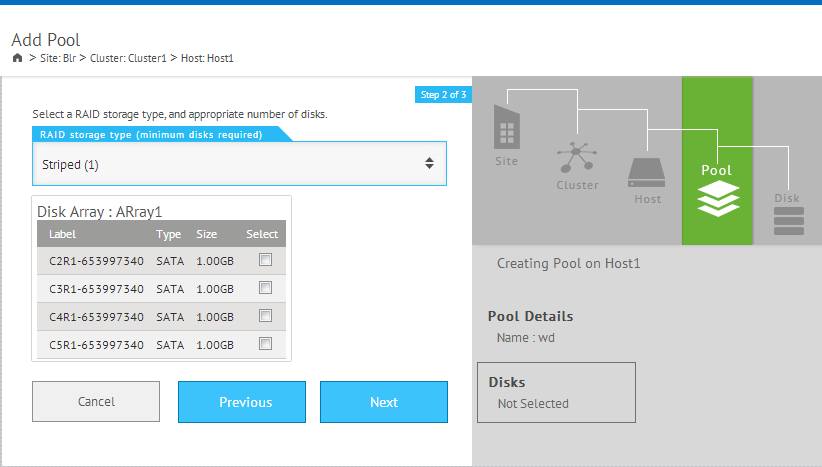 Add Pool
> Site: Blr > Cluster: Cluster1 > Host: Host1
Step 2 of 3
Select a RAID storage type, and appropriate number of disks.
RAID storage type (minimum disks required)
Striped (1)
Disk Array : ARray1
Label Type Size Select
C2R1-653997340 SATA 1.00GB
C3R1-653997340 SATA 1.00GB
C4R1-653997340 SATA 1.00GB
C5R1-653997340 SATA 1.00GB
Cancel Previous Next
Site
Cluster
Host
Pool
Disk
Creating Pool on Host1
Pool Details
Name : wd
Disks
Not Selected